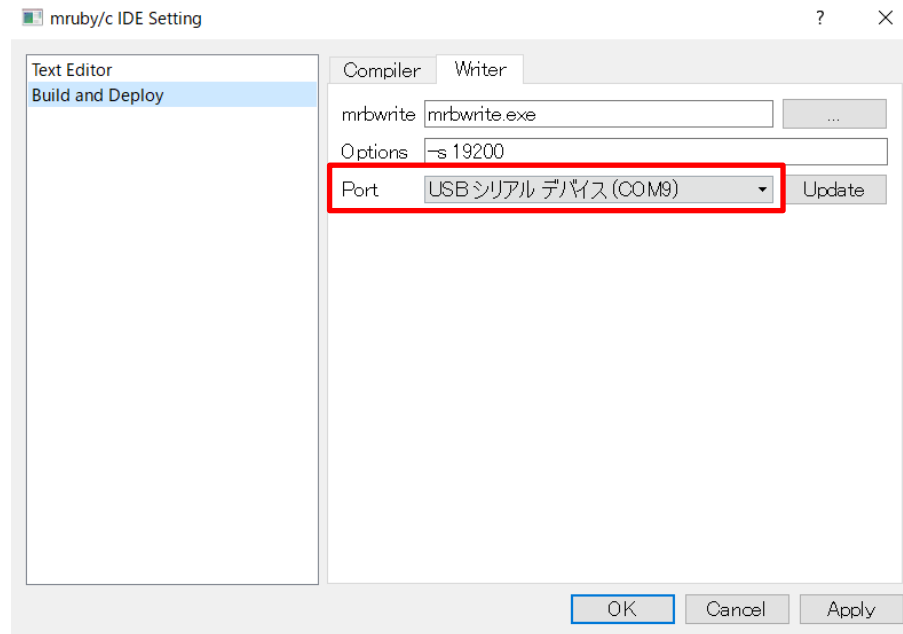 mruby/c IDE Setting
?
Text Editor
Build and Deploy
Compiler
Writer
mrbwrite mrbwrite.exe ...
Options -s 19200
Port USB シリアル デバイス (COM9) Update
OK
Cancel
Apply